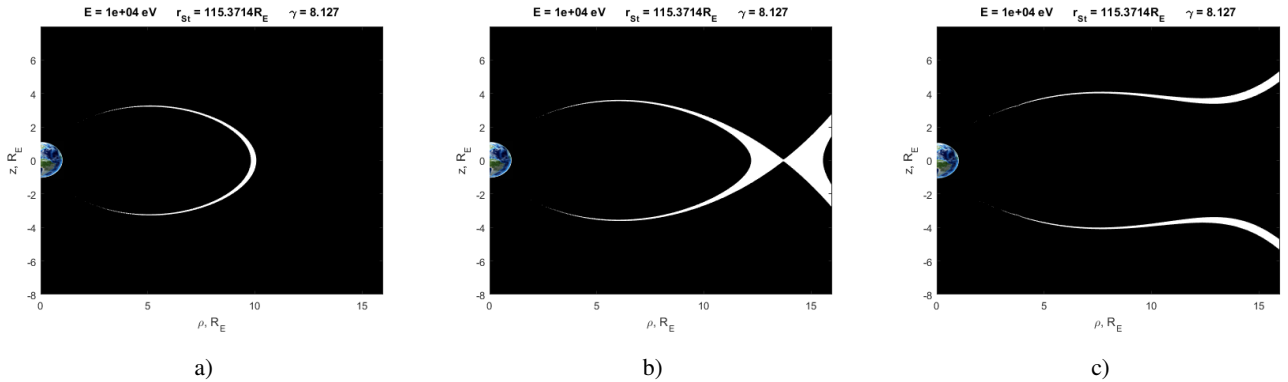 E = 1e+04 eV r_St = 115.3714R_E γ = 8.127
6
4
2
0
-2
-4
-6
-8
z, R_E
0 5 10 15
ρ, R_E
a)
E = 1e+04 eV r_St = 115.3714R_E γ = 8.127
6
4
2
0
-2
-4
-6
-8
z, R_E
0 5 10 15
ρ, R_E
b)
E = 1e+04 eV r_St = 115.3714R_E γ = 8.127
6
4
2
0
-2
-4
-6
-8
z, R_E
0 5 10 15
ρ, R_E
c)